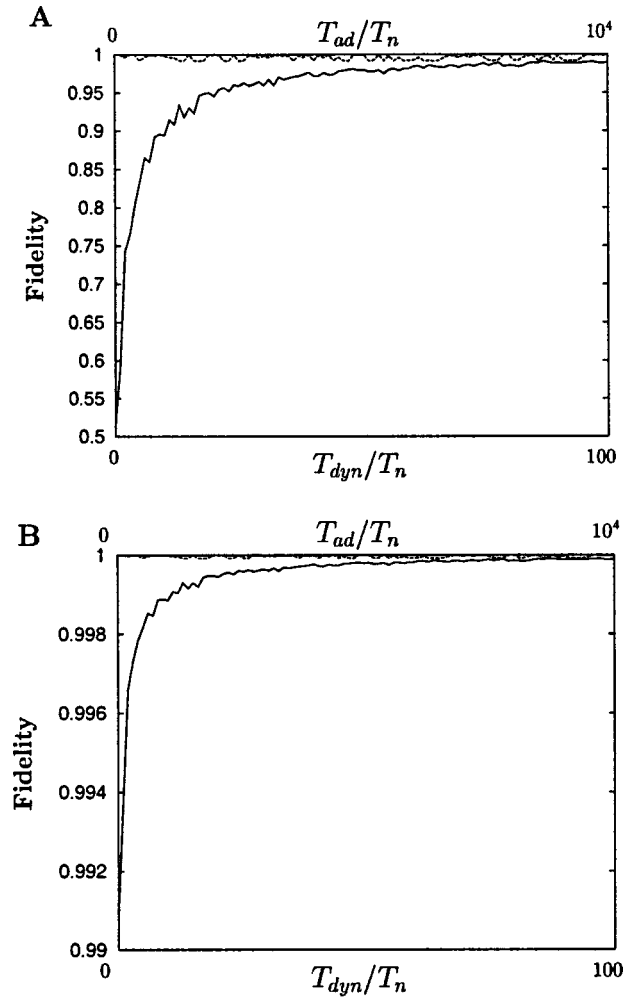 A
0 T_{ad}/T_n 10^4
1
0.95
0.9
0.85
0.8
0.75
0.7
0.65
0.6
0.55
0.5
Fidelity
0 T_{dyn}/T_n 100
B
0 T_{ad}/T_n 10^4
1
0.998
0.996
0.994
0.992
0.99
Fidelity
0 T_{dyn}/T_n 100